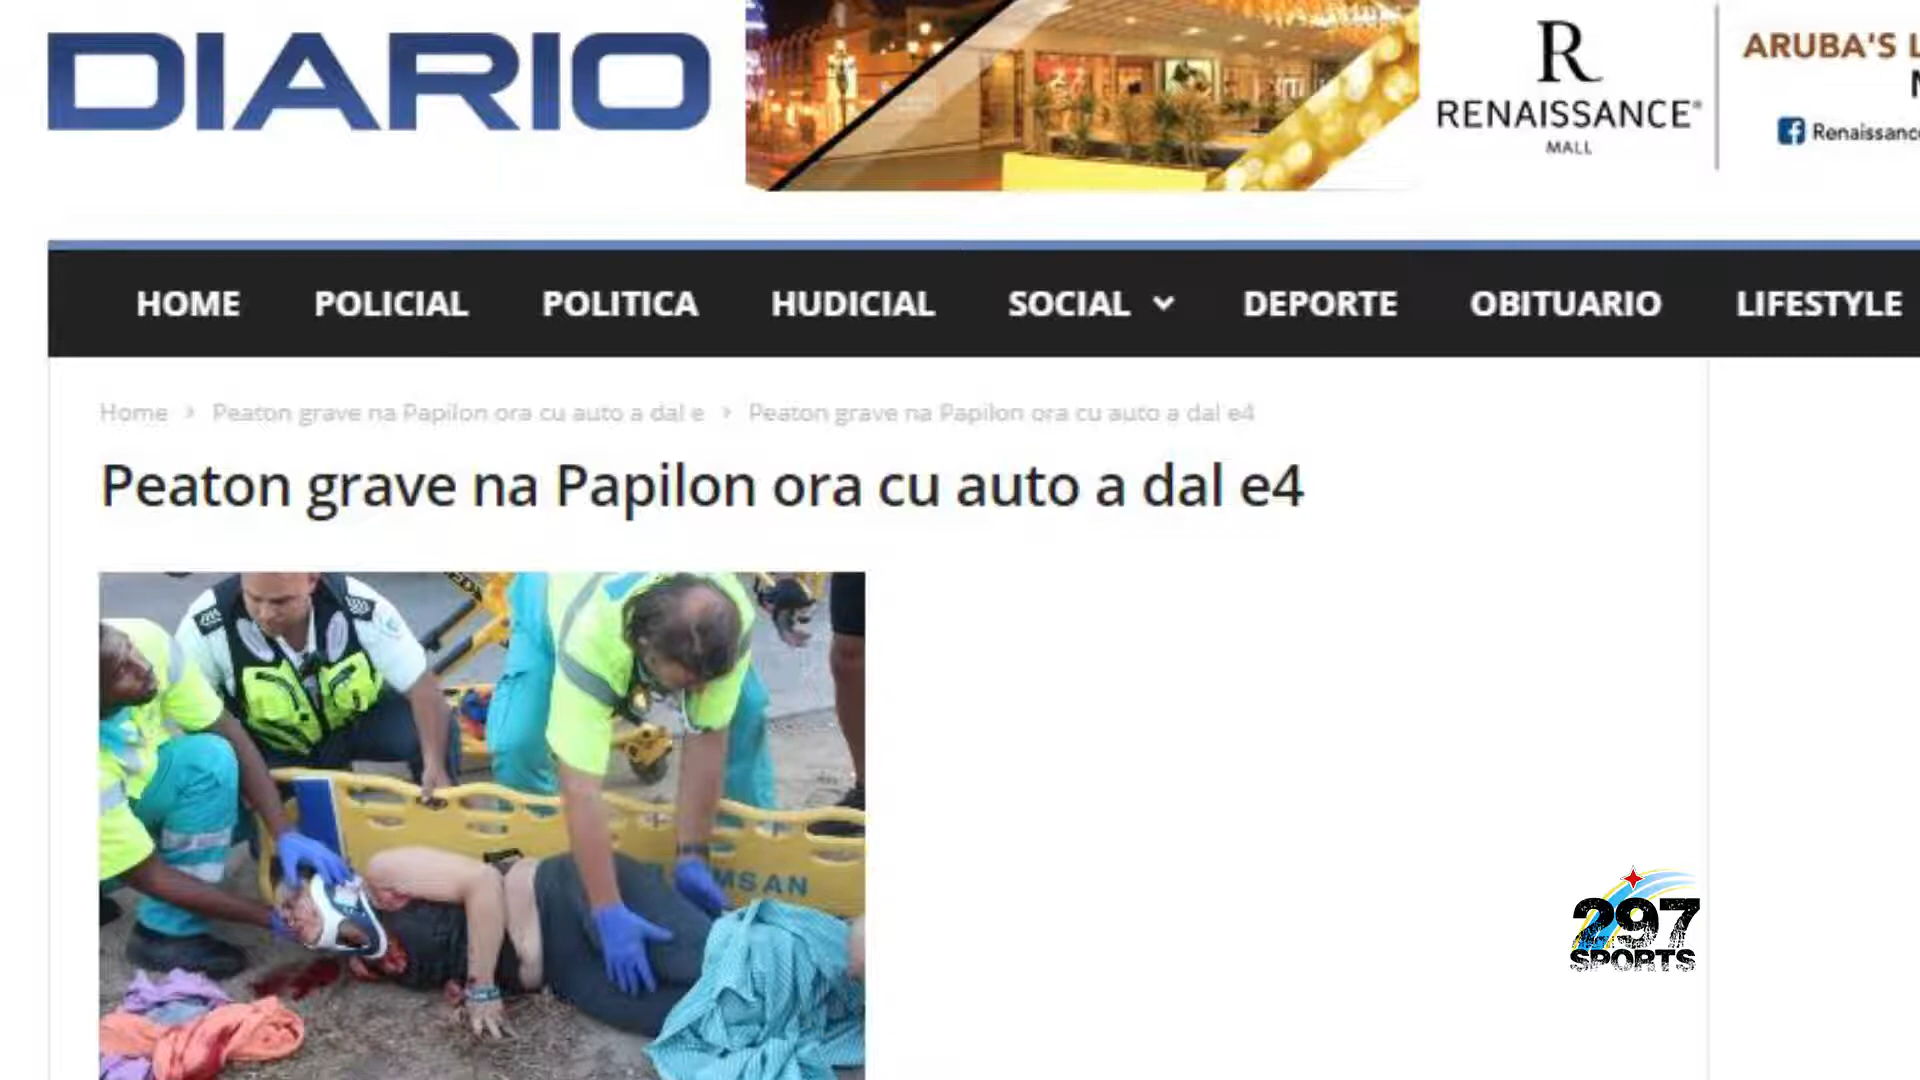 DIARIO
R
RENAISSANCE®
MALL
ARUBA'S L
Renaissance
HOME POLICIAL POLITICA HUDICIAL SOCIAL DEPORTE OBITUARIO LIFESTYLE
Home › Peaton grave na Papilon ora cu auto a dal e › Peaton grave na Papilon ora cu auto a dal e4
Peaton grave na Papilon ora cu auto a dal e4
MSAN
297
SPORTS